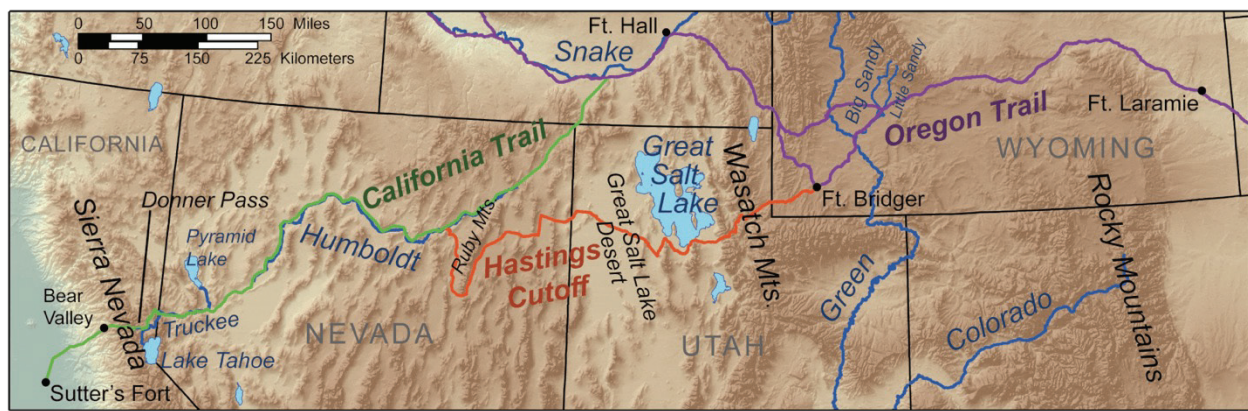 0 50 100 150 Miles
0 75 150 225 Kilometers
Ft. Hall
Snake
Big Sandy
Little Sandy
Ft. Laramie
Oregon Trail
CALIFORNIA
WYOMING
California Trail
Great
Salt
Lake
Wasatch Mts.
Donner Pass
Sierra Nevada
Pyramid
Lake
Humboldt
Ruby Mts.
Great Salt Lake
Desert
Ft. Bridger
Rocky Mountains
Hastings
Cutoff
Green
Bear
Valley
Truckee
Lake Tahoe
NEVADA
UTAH
Colorado
Sutter's Fort